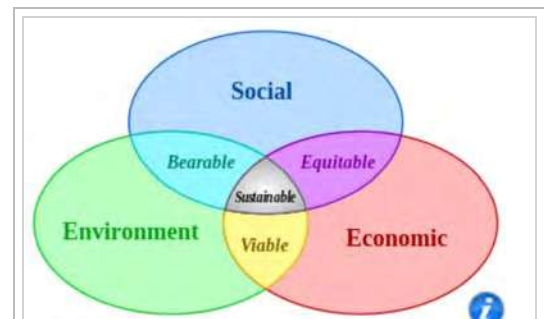 Social
Bearable Equitable
Sustainable
Environment Viable Economic
i